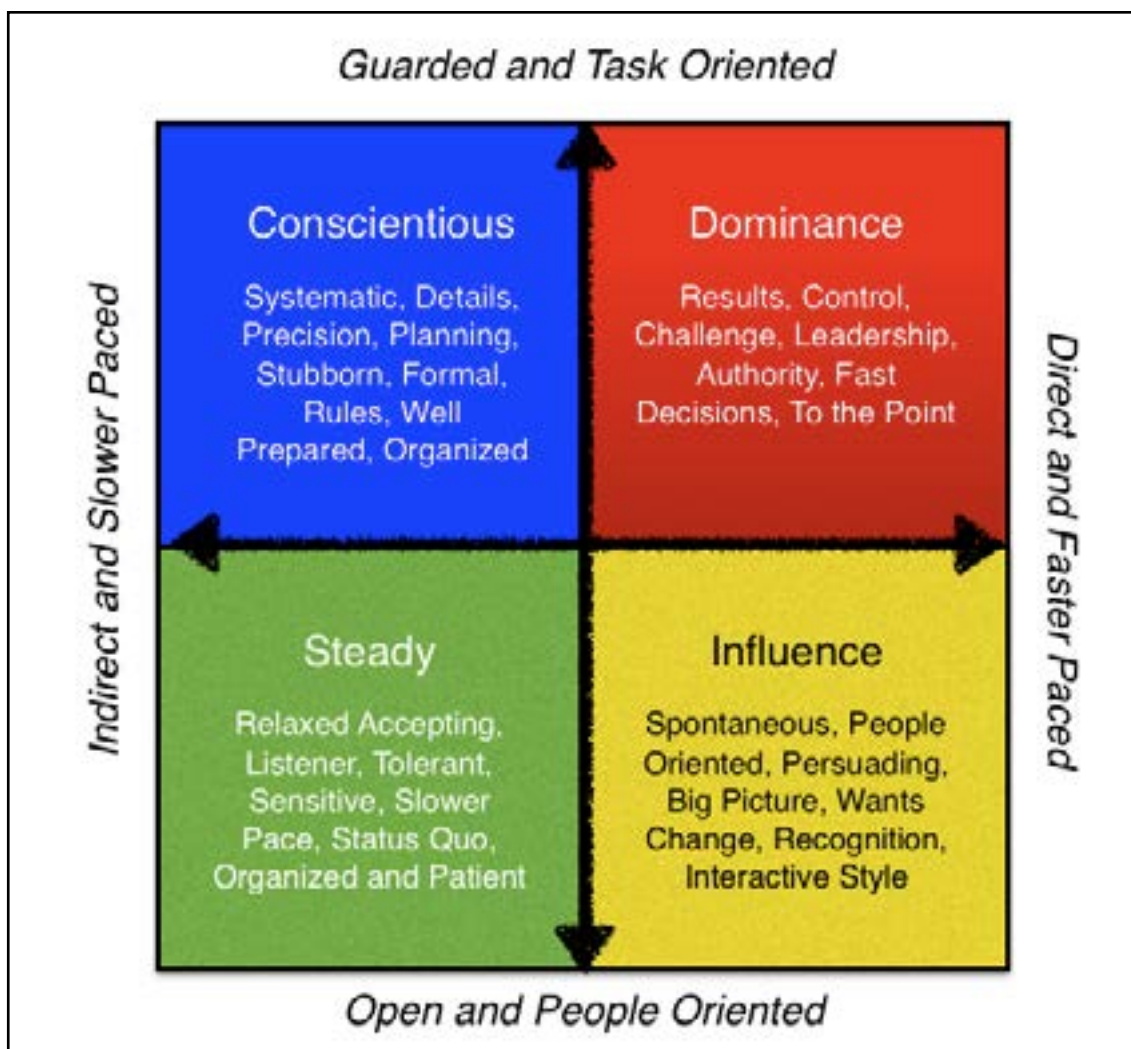 Guarded and Task Oriented
Indirect and Slower Paced
Conscientious
Systematic, Details,
Precision, Planning,
Stubborn, Formal,
Rules, Well
Prepared, Organized
Dominance
Results, Control,
Challenge, Leadership,
Authority, Fast
Decisions, To the Point
Direct and Faster Paced
Steady
Relaxed Accepting,
Listener, Tolerant,
Sensitive, Slower
Pace, Status Quo,
Organized and Patient
Influence
Spontaneous, People
Oriented, Persuading,
Big Picture, Wants
Change, Recognition,
Interactive Style
Open and People Oriented